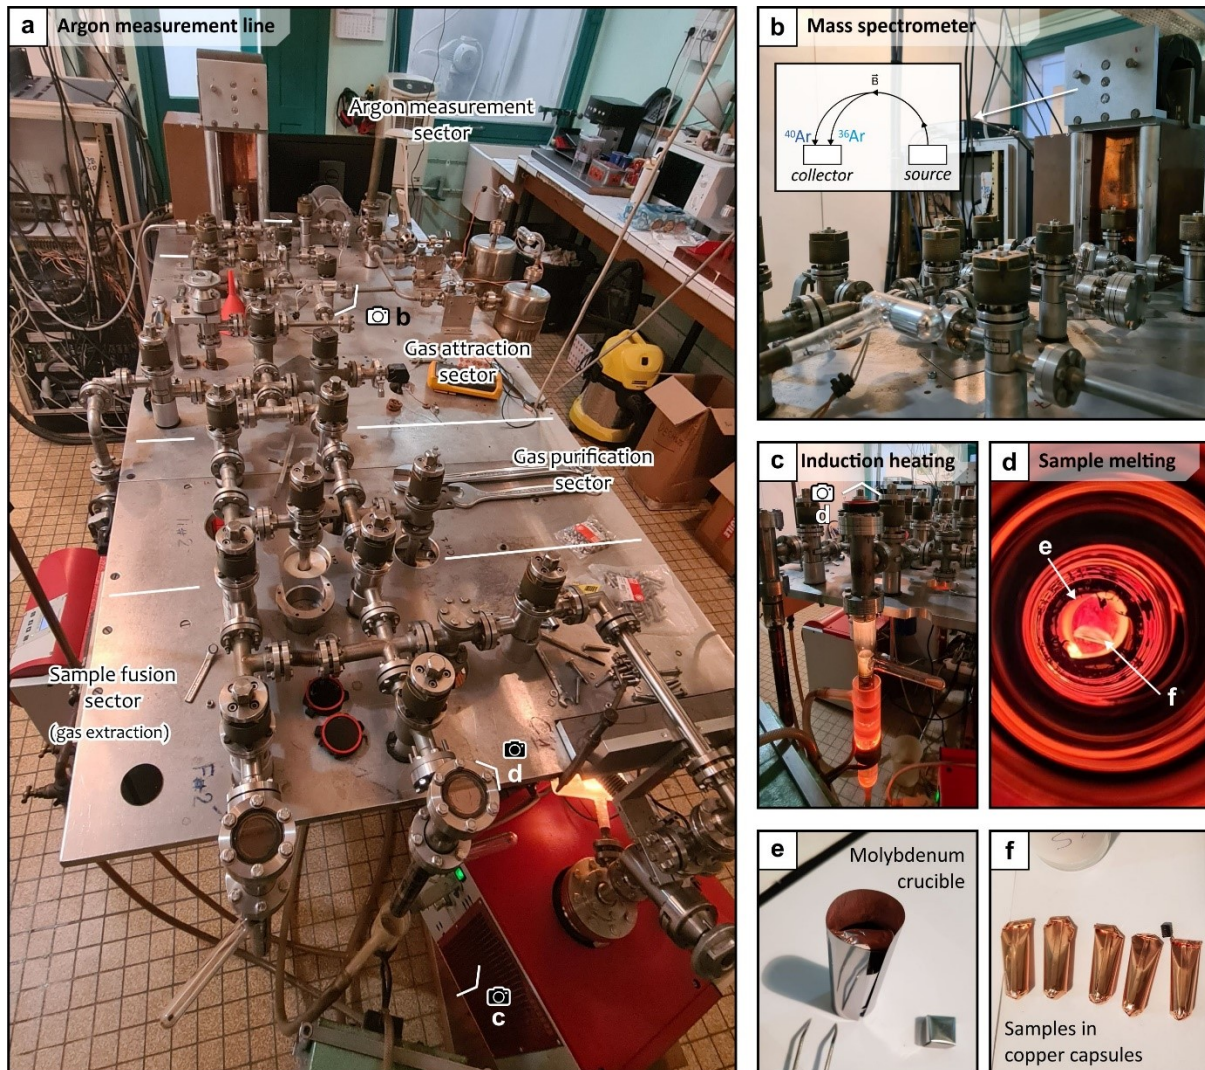 a Argon measurement line
Argon measurement
sector
b
Gas attraction
sector
Gas purification
sector
Sample fusion
sector
(gas extraction)
d
c
b Mass spectrometer
B
40Ar
36Ar
collector
source
c Induction heating
d
d Sample melting
e
f
e
Molybdenum
crucible
f
Samples in
copper capsules